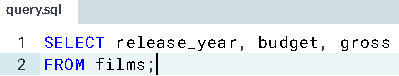 query.sql
1 SELECT release_year, budget, gross
2 FROM films;